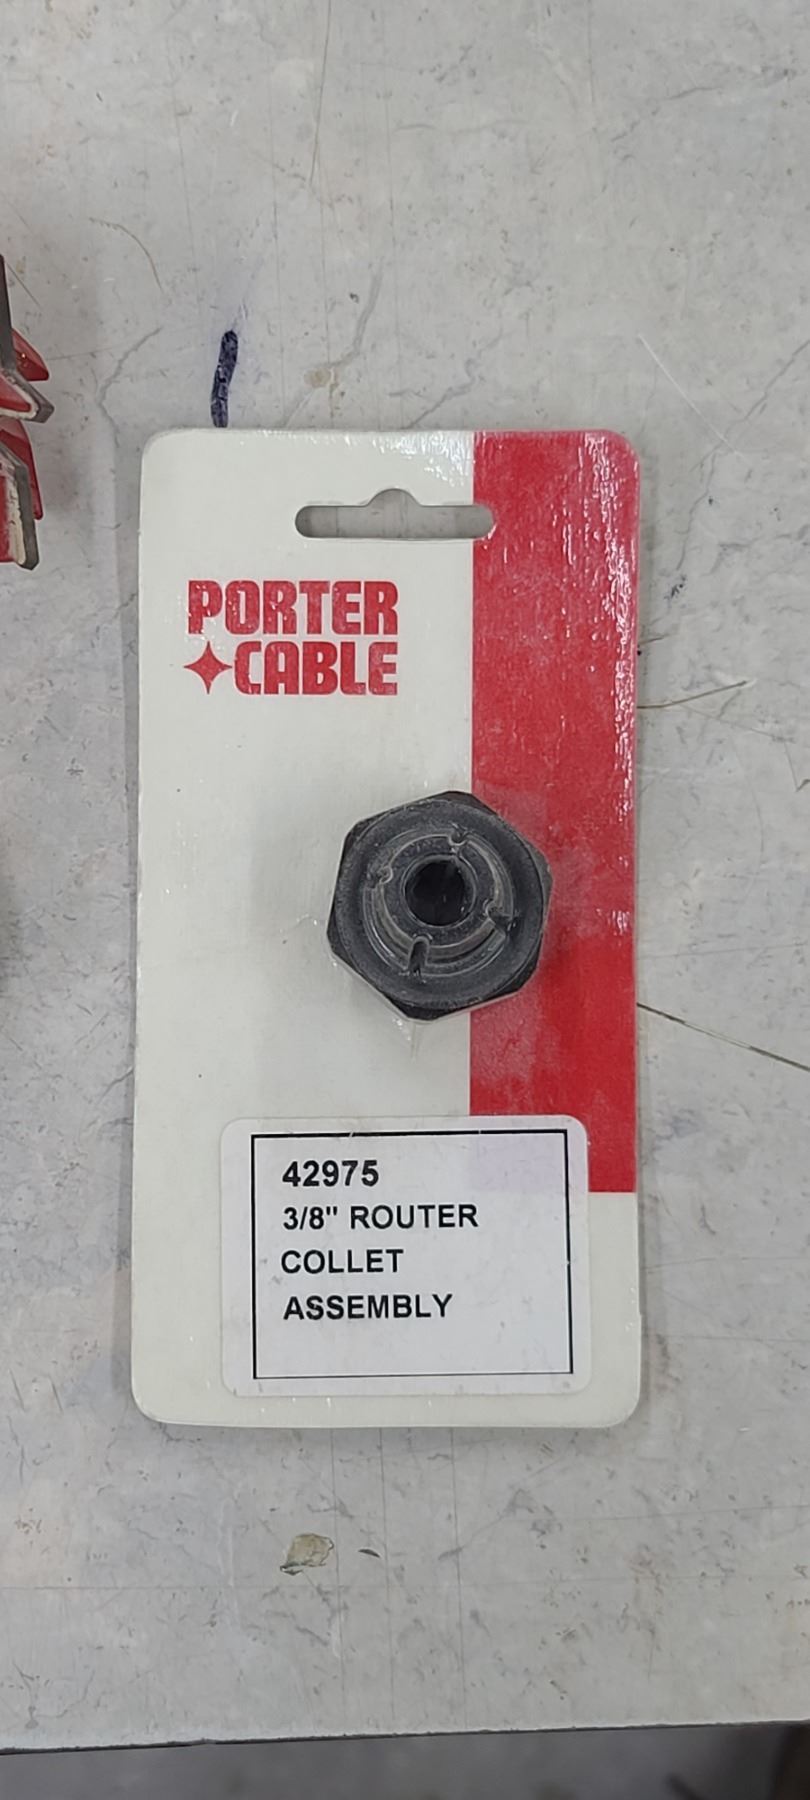 PORTER
CABLE
42975
3/8" ROUTER
COLLET
ASSEMBLY